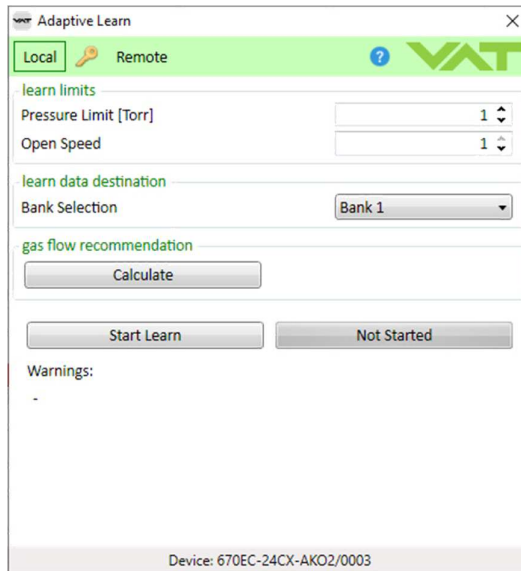 VAT Adaptive Learn
Local Remote ? VAT
learn limits
Pressure Limit [Torr] 1
Open Speed 1
learn data destination
Bank Selection Bank 1
gas flow recommendation
Calculate
Start Learn Not Started
Warnings:
-
Device: 670EC-24CX-AKO2/0003